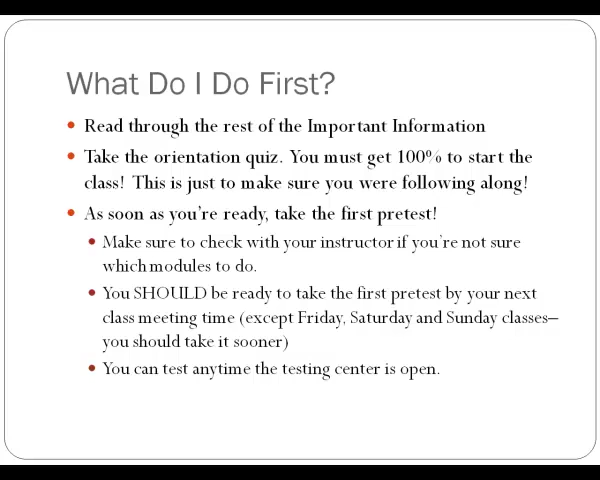 What Do I Do First?
• Read through the rest of the Important Information
• Take the orientation quiz. You must get 100% to start the
class! This is just to make sure you were following along!
• As soon as you're ready, take the first pretest!
• Make sure to check with your instructor if you're not sure
which modules to do.
• You SHOULD be ready to take the first pretest by your next
class meeting time (except Friday, Saturday and Sunday classes–
you should take it sooner)
• You can test anytime the testing center is open.